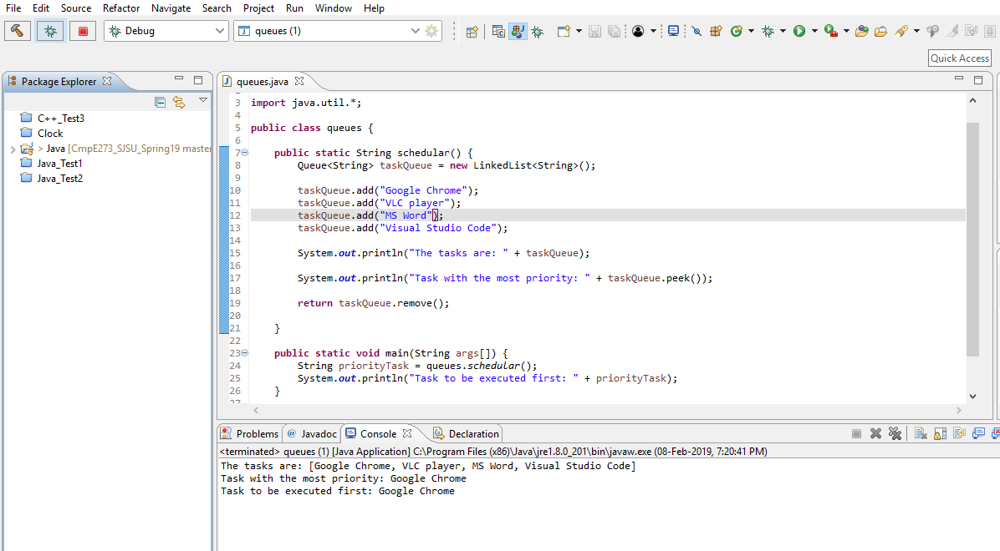 File Edit Source Refactor Navigate Search Project Run Window Help
Debug queues (1)
Quick Access
Package Explorer
C++_Test3
Clock
> Java [CmpE273_SJSU_Spring19 master
Java_Test1
Java_Test2
queues.java
3 import java.util.*;
4
5 public class queues {
6
7 public static String schedular() {
8 Queue<String> taskQueue = new LinkedList<String>();
9
10 taskQueue.add("Google Chrome");
11 taskQueue.add("VLC player");
12 taskQueue.add("MS Word");
13 taskQueue.add("Visual Studio Code");
14
15 System.out.println("The tasks are: " + taskQueue);
16
17 System.out.println("Task with the most priority: " + taskQueue.peek());
18
19 return taskQueue.remove();
20
21 }
22
23 public static void main(String args[]) {
24 String priorityTask = queues.schedular();
25 System.out.println("Task to be executed first: " + priorityTask);
26 }
27
Problems @ Javadoc Console Declaration
<terminated> queues (1) [Java Application] C:\Program Files (x86)\Java\jre1.8.0_201\bin\javaw.exe (08-Feb-2019, 7:20:41 PM)
The tasks are: [Google Chrome, VLC player, MS Word, Visual Studio Code]
Task with the most priority: Google Chrome
Task to be executed first: Google Chrome